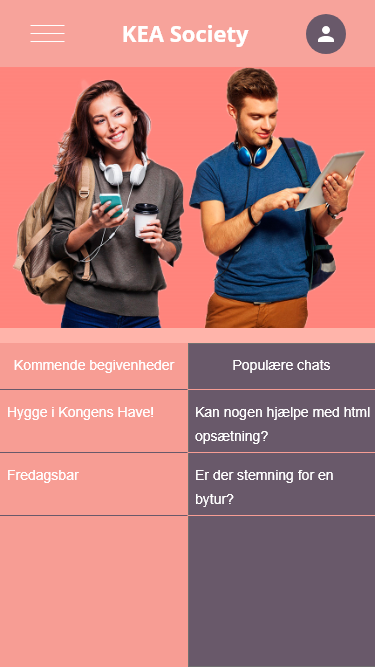 KEA Society
Kommende begivenheder
Populære chats
Hygge i Kongens Have!
Kan nogen hjælpe med html
opsætning?
Fredagsbar
Er der stemning for en
bytur?